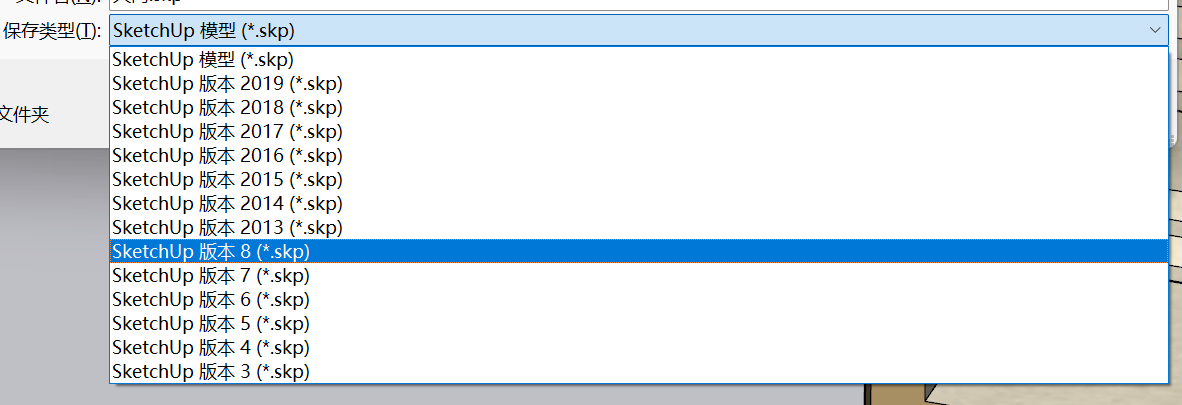 保存类型(T):
SketchUp 模型 (*.skp)
SketchUp 模型 (*.skp)
SketchUp 版本 2019 (*.skp)
SketchUp 版本 2018 (*.skp)
SketchUp 版本 2017 (*.skp)
文件夹
SketchUp 版本 2016 (*.skp)
SketchUp 版本 2015 (*.skp)
SketchUp 版本 2014 (*.skp)
SketchUp 版本 2013 (*.skp)
SketchUp 版本 8 (*.skp)
SketchUp 版本 7 (*.skp)
SketchUp 版本 6 (*.skp)
SketchUp 版本 5 (*.skp)
SketchUp 版本 4 (*.skp)
SketchUp 版本 3 (*.skp)